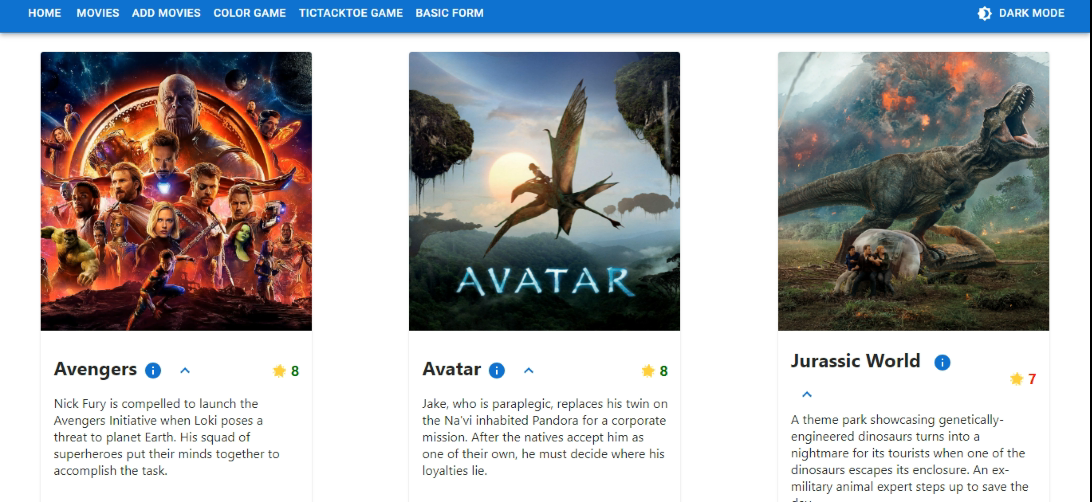 HOME MOVIES ADD MOVIES COLOR GAME TICTACKTOE GAME BASIC FORM DARK MODE
AVATAR
Avengers 8
Nick Fury is compelled to launch the
Avengers Initiative when Loki poses a
threat to planet Earth. His squad of
superheroes put their minds together to
accomplish the task.
Avatar 8
Jake, who is paraplegic, replaces his twin on
the Na'vi inhabited Pandora for a corporate
mission. After the natives accept him as
one of their own, he must decide where his
loyalties lie.
Jurassic World 7
A theme park showcasing genetically-
engineered dinosaurs turns into a
nightmare for its tourists when one of the
dinosaurs escapes its enclosure. An ex-
military animal expert steps up to save the